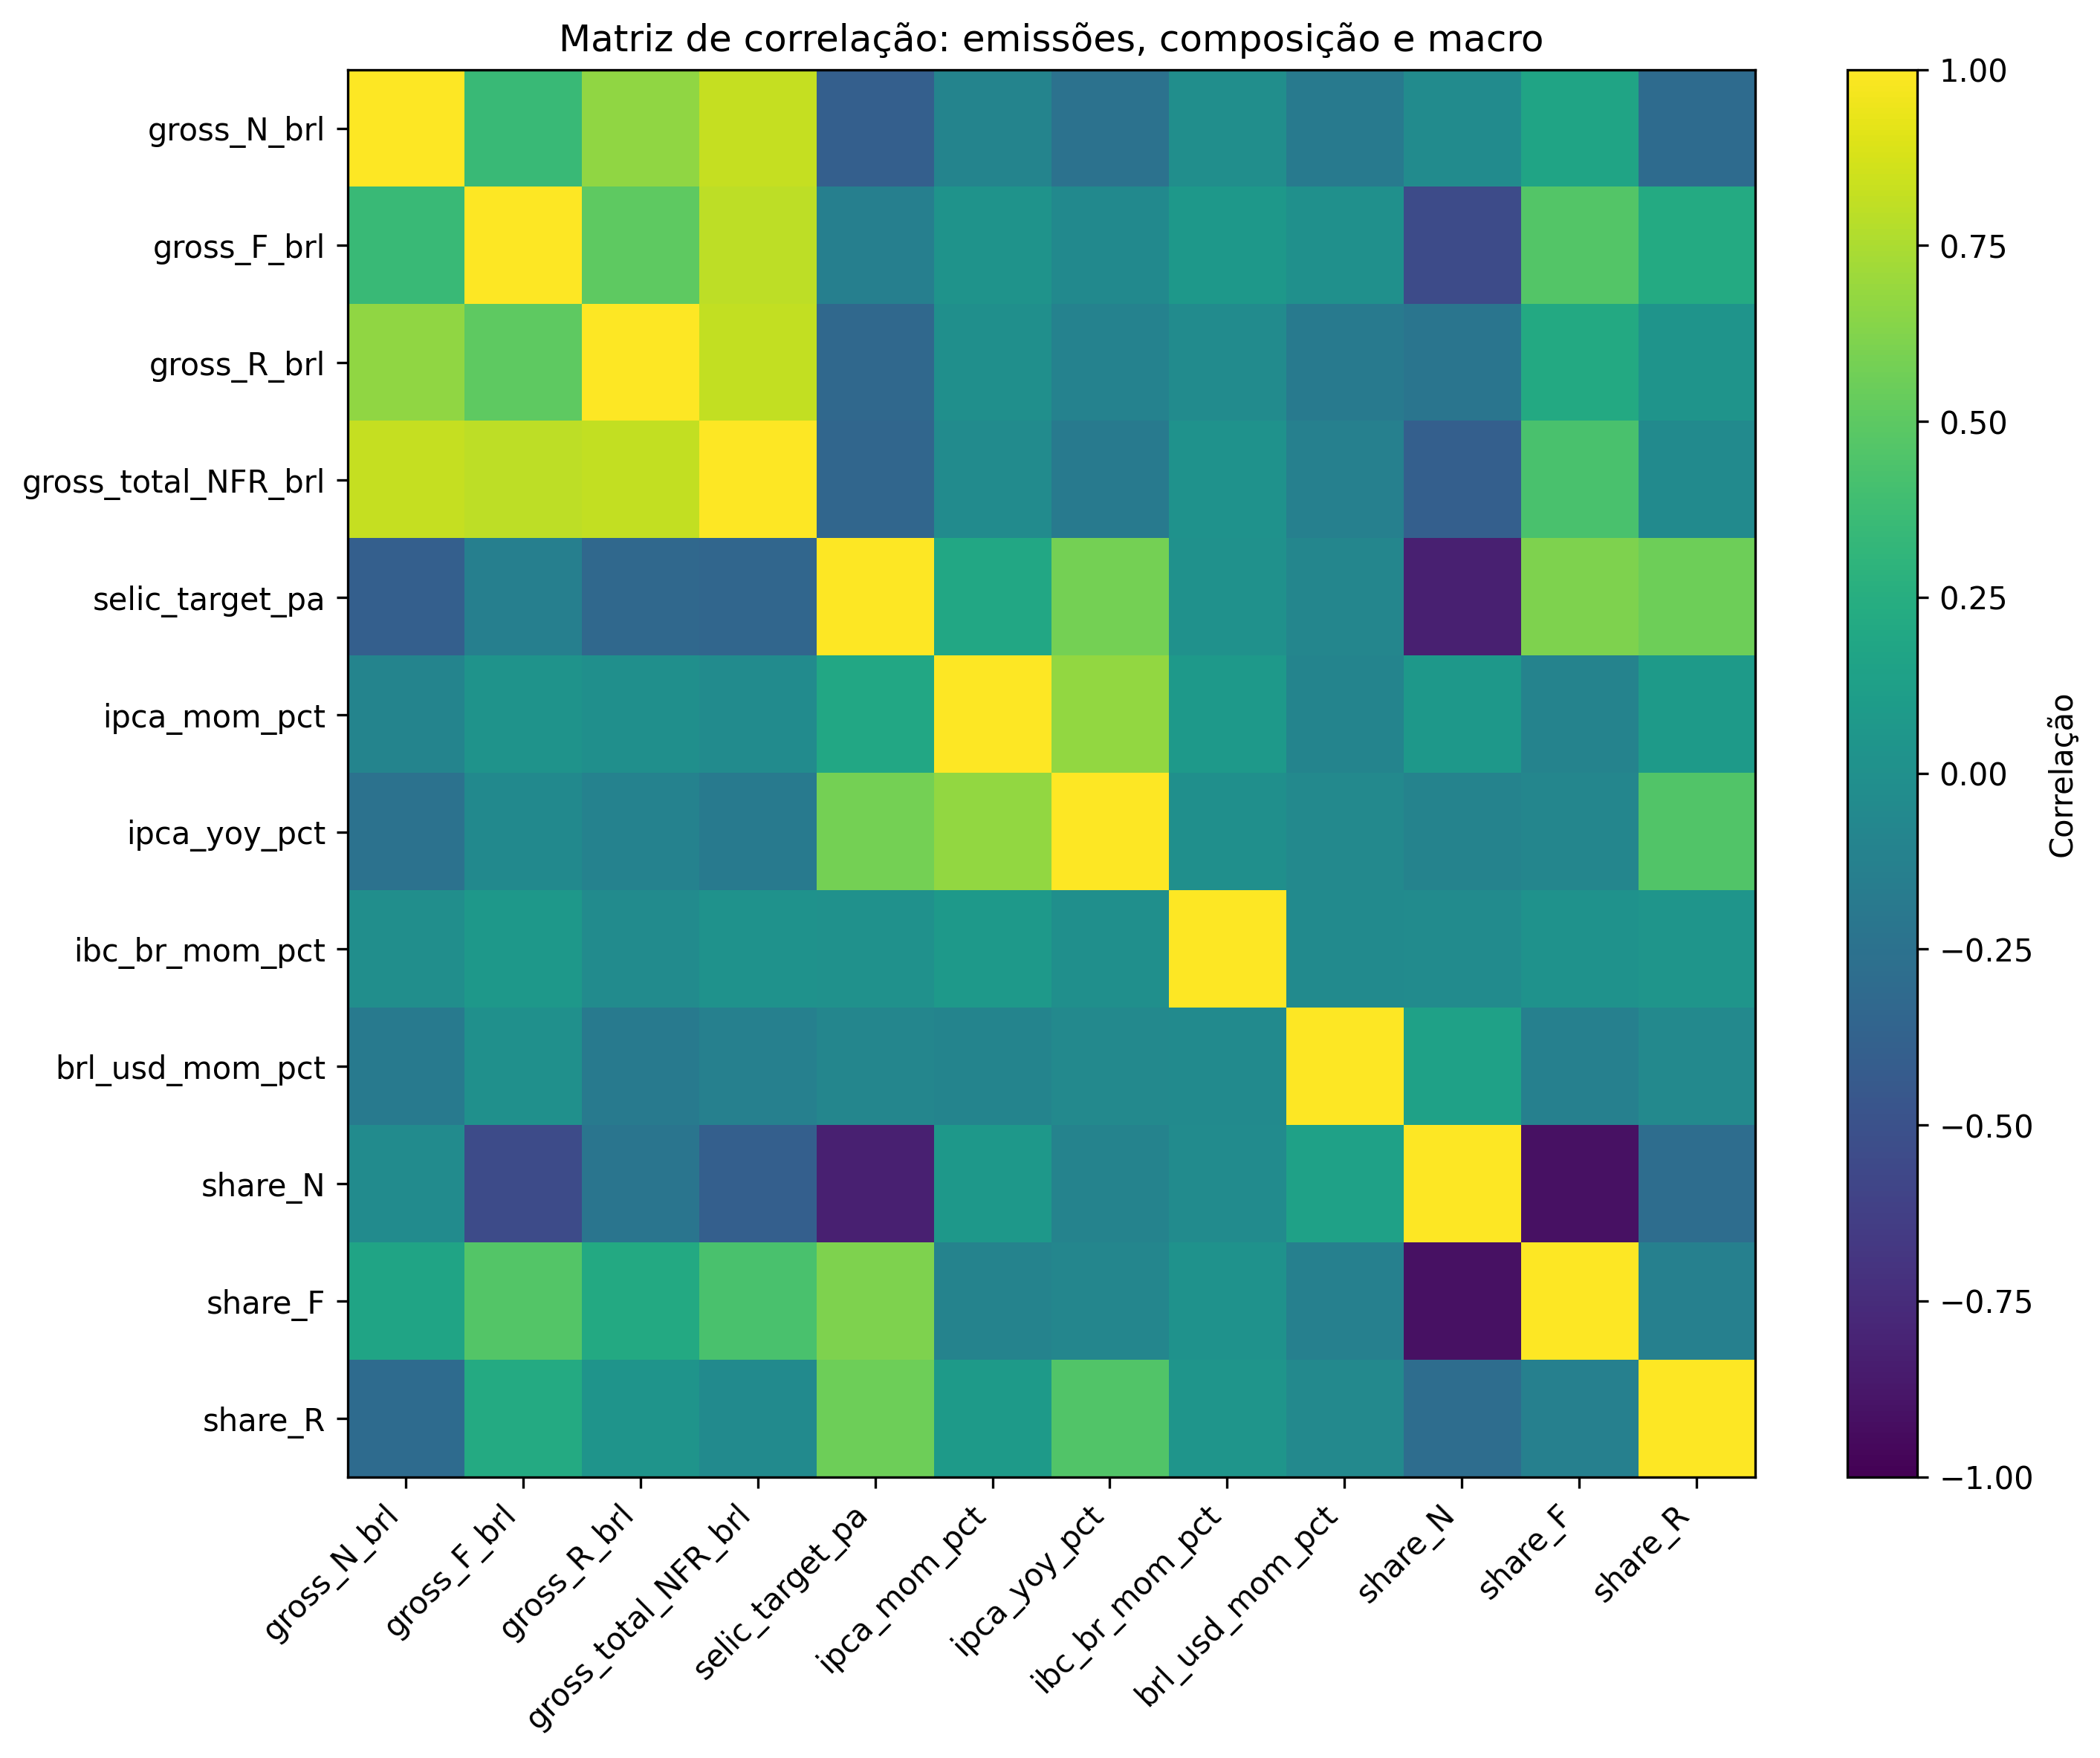 Matriz de correlação: emissões, composição e macro
gross_N_brl
gross_F_brl
gross_R_brl
gross_total_NFR_brl
selic_target_pa
ipca_mom_pct
ipca_yoy_pct
ibc_br_mom_pct
brl_usd_mom_pct
share_N
share_F
share_R
gross_N_brl
gross_F_brl
gross_R_brl
gross_total_NFR_brl
selic_target_pa
ipca_mom_pct
ipca_yoy_pct
ibc_br_mom_pct
brl_usd_mom_pct
share_N
share_F
share_R
1.00
0.75
0.50
0.25
0.00
−0.25
−0.50
−0.75
−1.00
Correlação